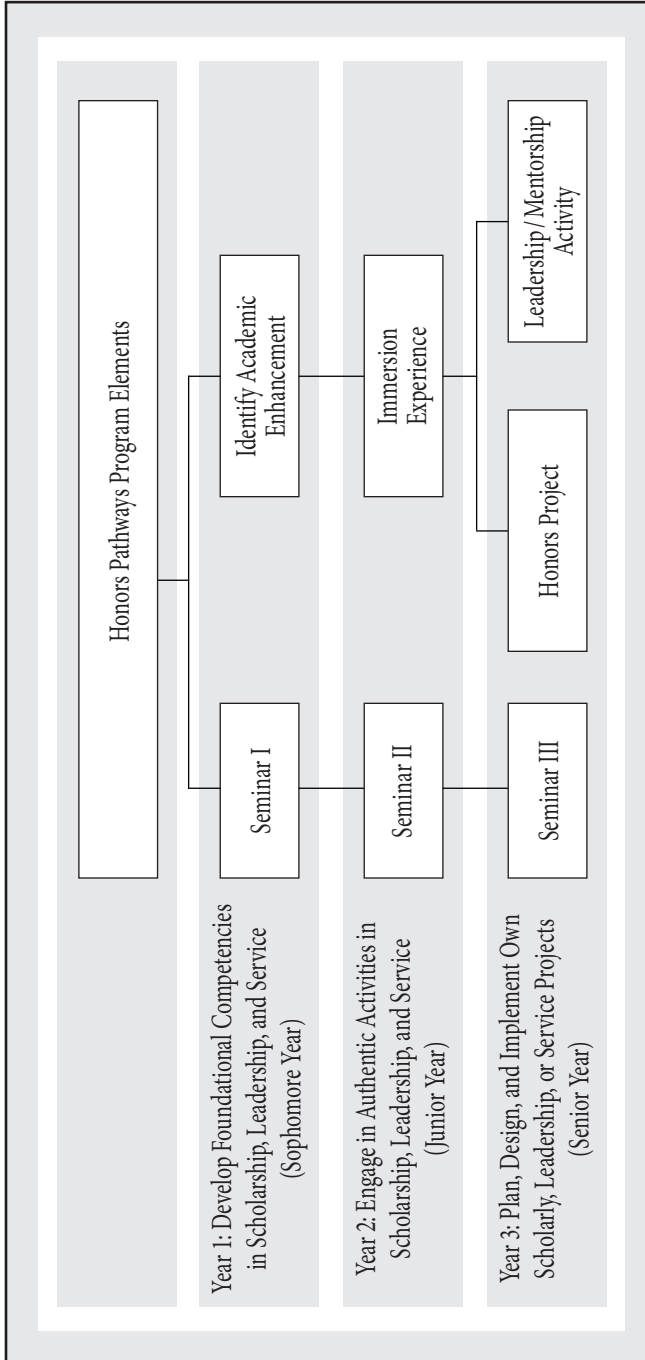 Honors Pathways Program Elements
Year 1: Develop Foundational Competencies
in Scholarship, Leadership, and Service
(Sophomore Year)
Seminar I
Identify Academic
Enhancement
Year 2: Engage in Authentic Activities in
Scholarship, Leadership, and Service
(Junior Year)
Seminar II
Immersion
Experience
Year 3: Plan, Design, and Implement Own
Scholarly, Leadership, or Service Projects
(Senior Year)
Seminar III
Honors Project
Leadership / Mentorship
Activity